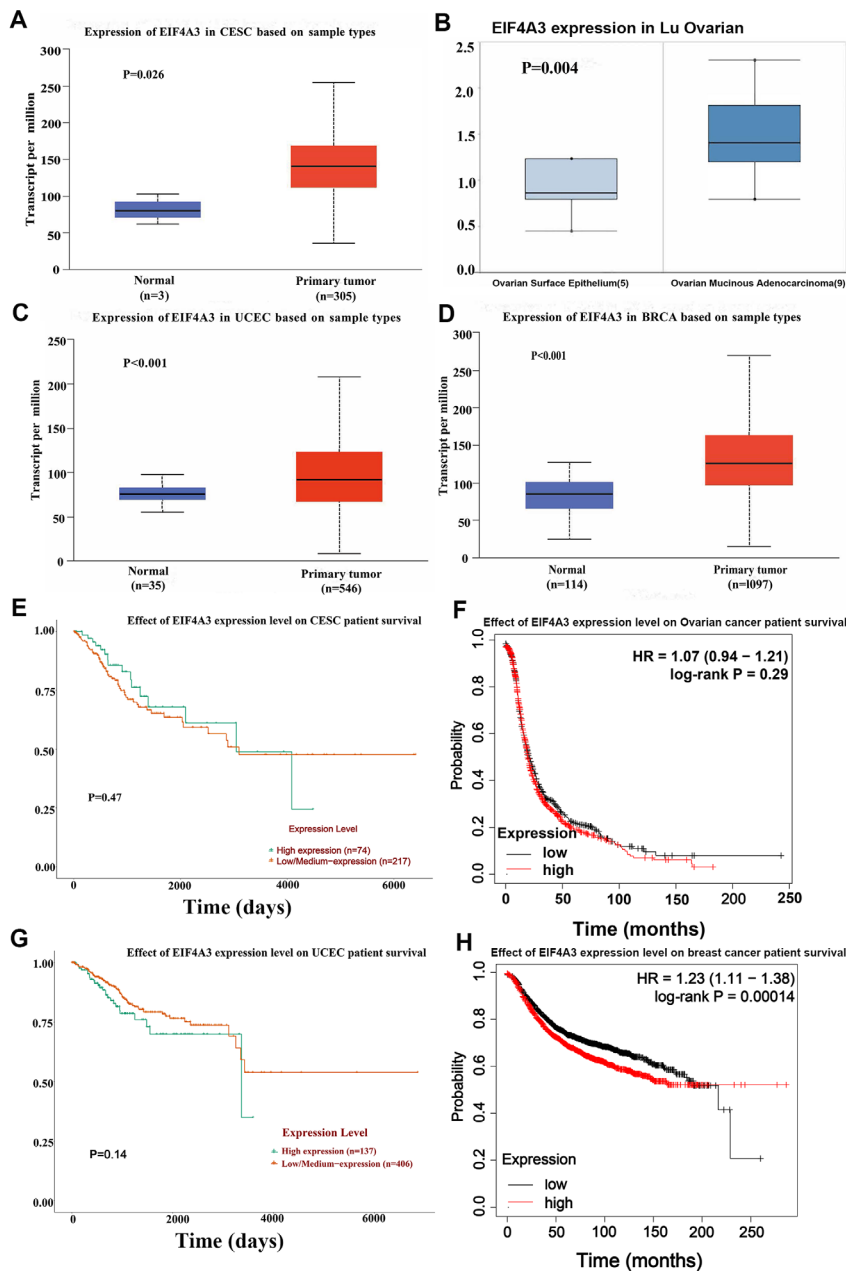 A
Expression of EIF4A3 in CESC based on sample types
P=0.026
Transcript per million
300
250
200
150
100
50
0
Normal
(n=3)
Primary tumor
(n=305)
B
EIF4A3 expression in Lu Ovarian
P=0.004
2.5
2.0
1.5
1.0
0.5
0.0
Ovarian Surface Epithelium(5)
Ovarian Mucinous Adenocarcinoma(9)
C
Expression of EIF4A3 in UCEC based on sample types
P<0.001
Transcript per million
250
200
150
100
50
0
Normal
(n=35)
Primary tumor
(n=546)
D
Expression of EIF4A3 in BRCA based on sample types
P<0.001
Transcript per million
300
250
200
150
100
50
0
Normal
(n=114)
Primary tumor
(n=1097)
E
Effect of EIF4A3 expression level on CESC patient survival
1.00
0.75
0.50
0.25
0.00
P=0.47
Expression Level
High expression (n=74)
Low/Medium-expression (n=217)
0 2000 4000 6000
Time (days)
F
Effect of EIF4A3 expression level on Ovarian cancer patient survival
HR = 1.07 (0.94 − 1.21)
log-rank P = 0.29
Probability
1.0
0.8
0.6
0.4
0.2
0.0
Expression
low
high
0 50 100 150 200 250
Time (months)
G
Effect of EIF4A3 expression level on UCEC patient survival
1.00
0.75
0.50
0.25
0.00
P=0.14
Expression Level
High expression (n=137)
Low/Medium-expression (n=406)
0 2000 4000 6000
Time (days)
H
Effect of EIF4A3 expression level on breast cancer patient survival
HR = 1.23 (1.11 − 1.38)
log-rank P = 0.00014
Probability
1.0
0.8
0.6
0.4
0.2
0.0
Expression
low
high
0 50 100 150 200 250
Time (months)